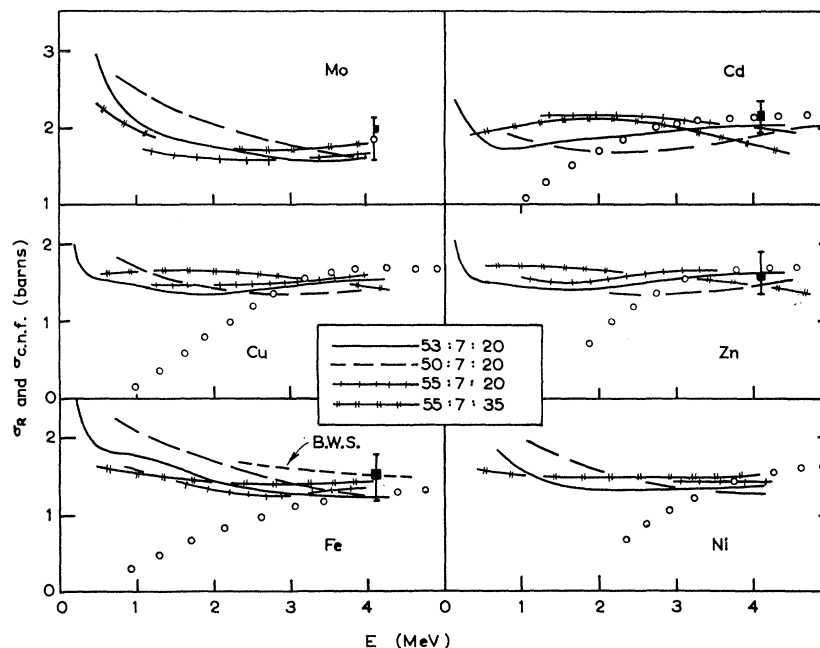 3
2
1
Mo
Cd
2
1
0
Cu
Zn
53:7:20
50:7:20
55:7:20
55:7:35
2
1
0
B.W.S.
Fe
Ni
0 1 2 3 4 0 1 2 3 4
E (MeV)
σR and σc.n.f. (barns)